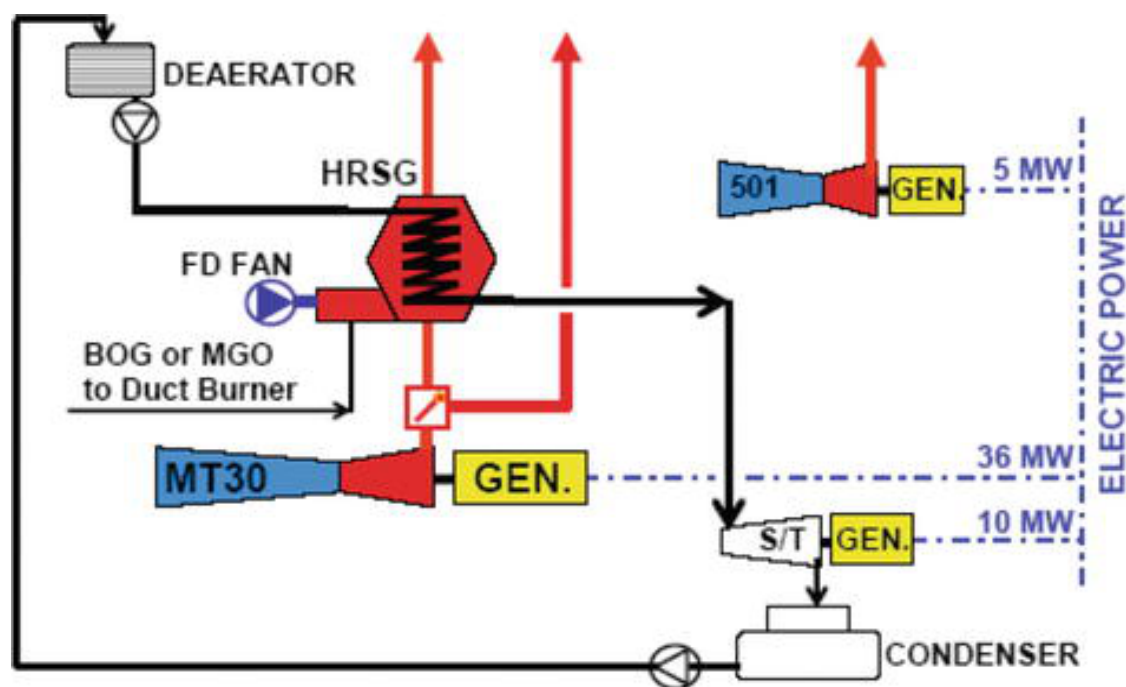 DEAERATOR
HRSG
501
GEN.
5 MW
FD FAN
BOG or MGO
to Duct Burner
MT30
GEN.
36 MW
S/T
GEN.
10 MW
ELECTRIC POWER
CONDENSER